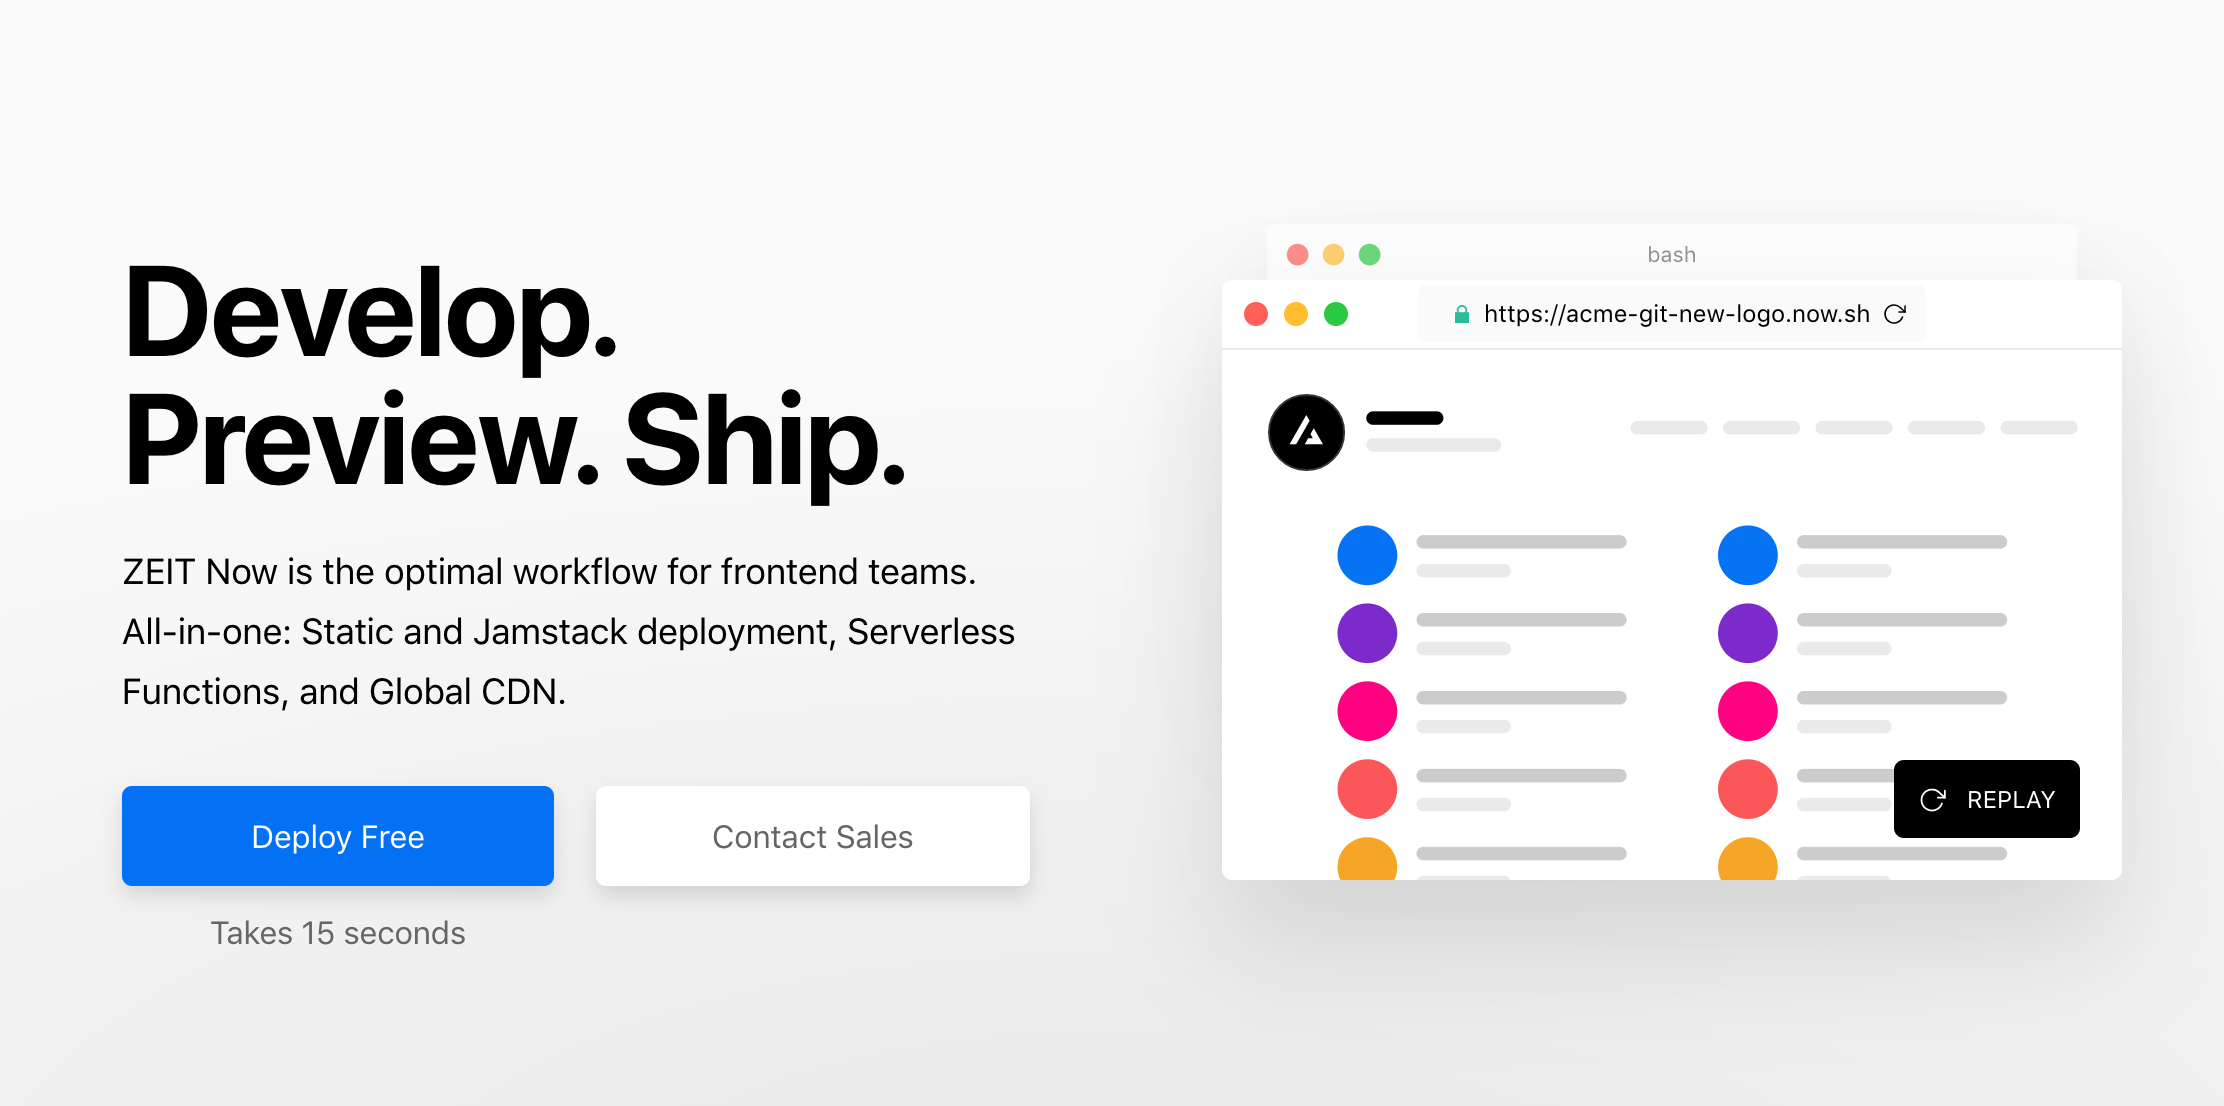 Develop.
Preview. Ship.
ZEIT Now is the optimal workflow for frontend teams.
All-in-one: Static and Jamstack deployment, Serverless
Functions, and Global CDN.
Deploy Free
Contact Sales
Takes 15 seconds
bash
https://acme-git-new-logo.now.sh
REPLAY